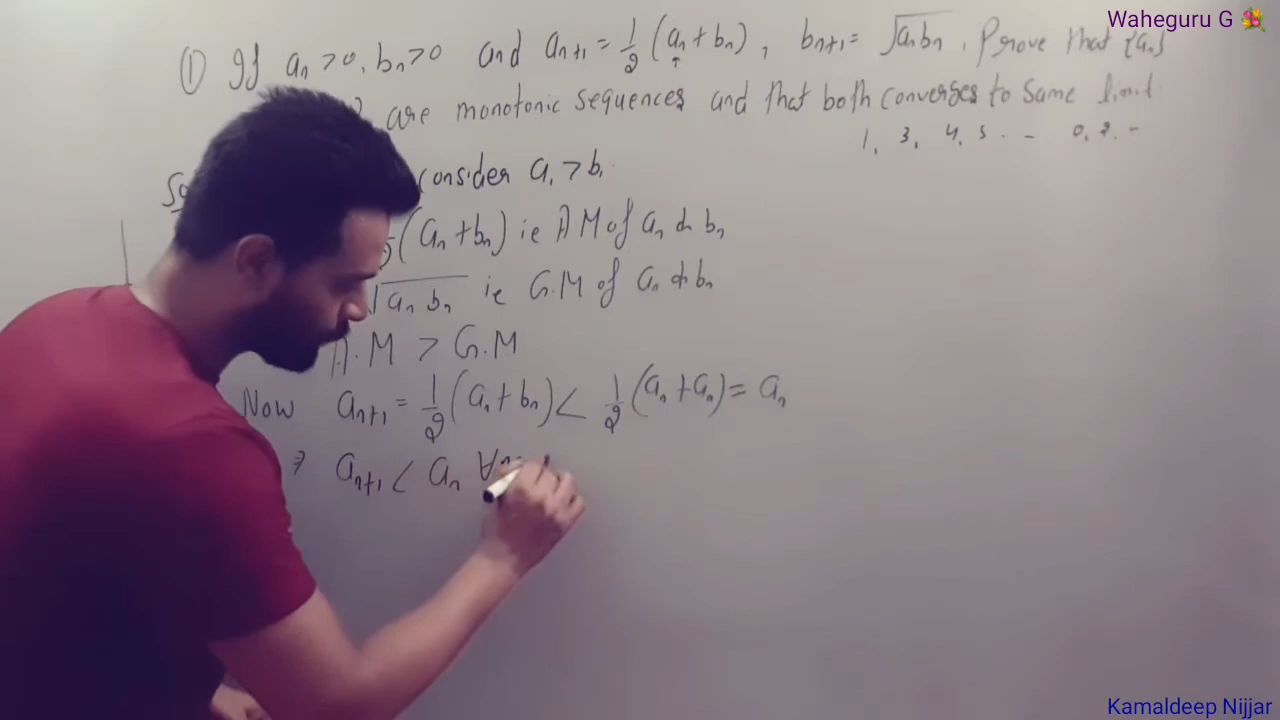 Waheguru G 💐
① If aₙ >0, bₙ>0 and aₙ₊₁ = 1/2 (aₙ + bₙ), bₙ₊₁ = √aₙbₙ. Prove that {aₙ}
are monotonic sequences and that both converges to same limit
1, 3, 4, 5 - - 0, 2. -
consider a₁ > b₁
(aₙ + bₙ) ie AM of aₙ & bₙ
√aₙ bₙ ie G.M of aₙ & bₙ
A.M > G.M
Now aₙ₊₁ = 1/2 (aₙ + bₙ) < 1/2 (aₙ + aₙ) = aₙ
⇒ aₙ₊₁ < aₙ ∀
Kamaldeep Nijjar